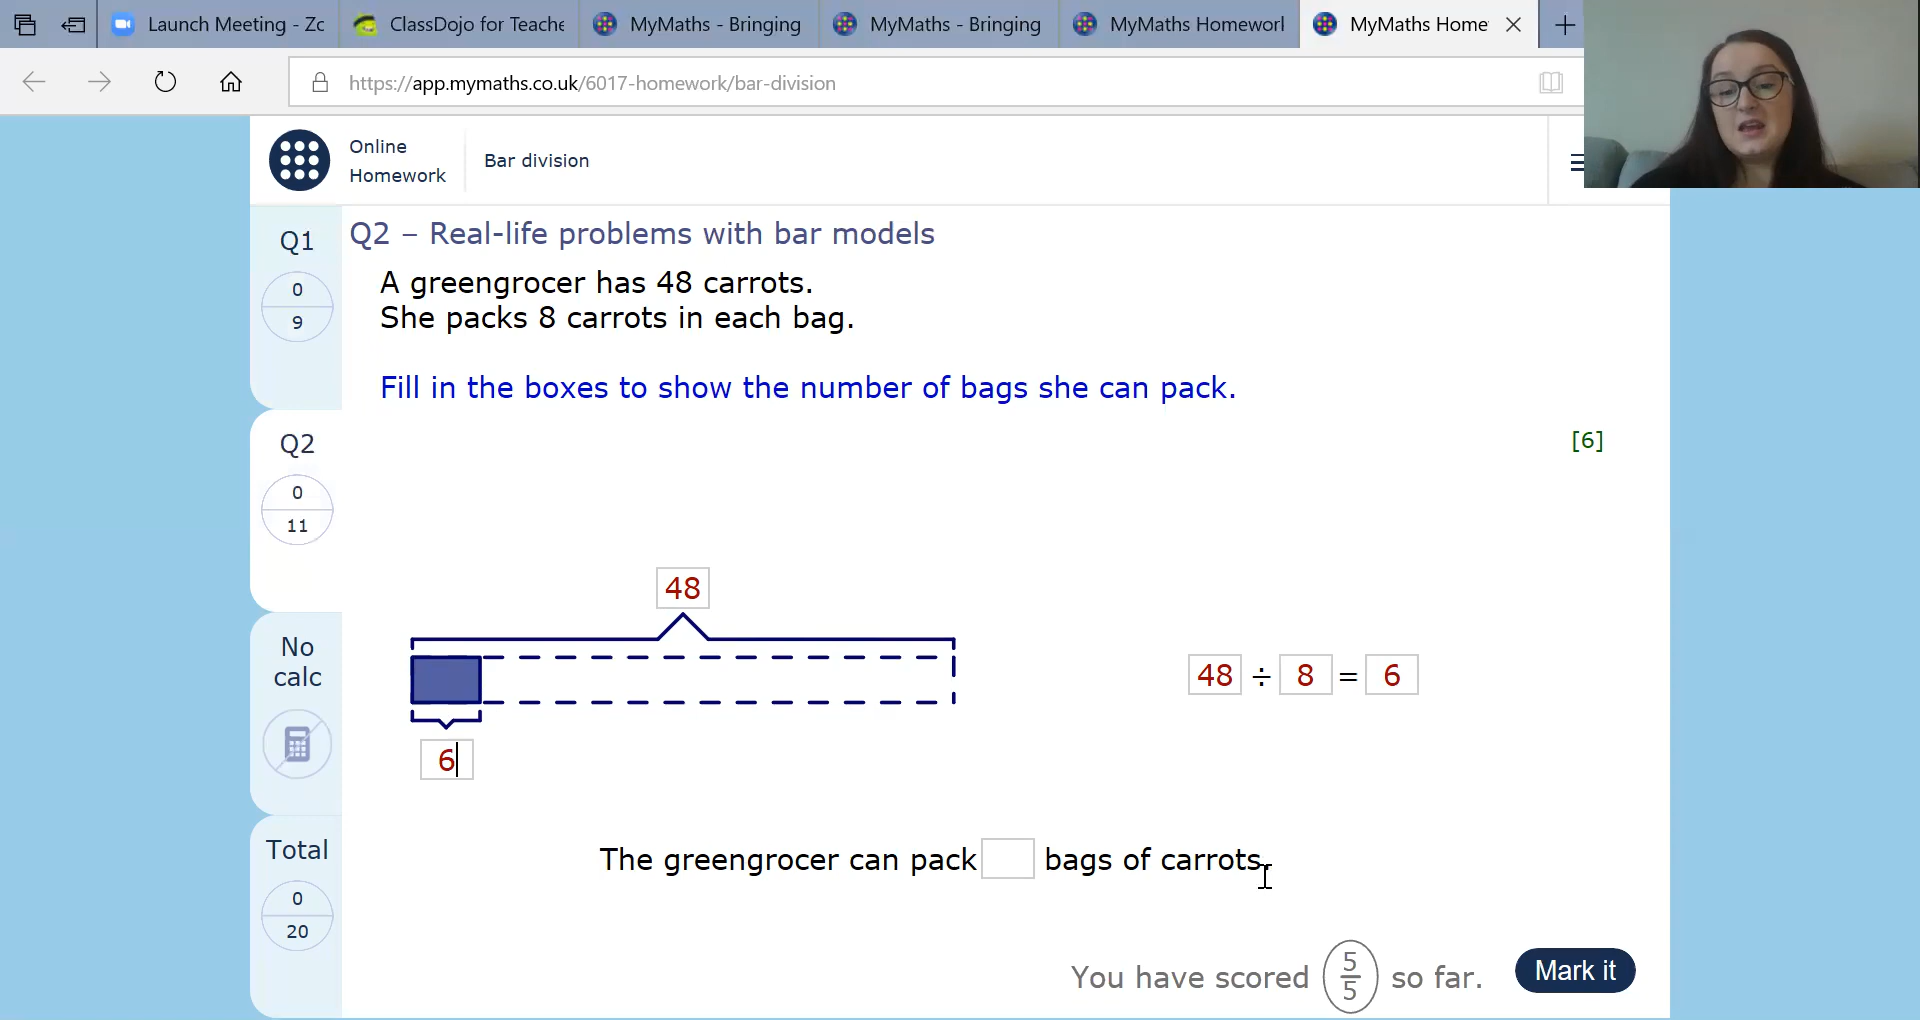 Launch Meeting - Zc
ClassDojo for Teache
MyMaths - Bringing
MyMaths - Bringing
MyMaths Homeworl
MyMaths Home
https://app.mymaths.co.uk/6017-homework/bar-division
Online
Homework
Bar division
Q1
0
9
Q2 – Real-life problems with bar models
A greengrocer has 48 carrots.
She packs 8 carrots in each bag.
Fill in the boxes to show the number of bags she can pack.
[6]
Q2
0
11
48
48 ÷ 8 = 6
6
No
calc
The greengrocer can pack bags of carrots.
Total
0
20
You have scored 5/5 so far.
Mark it